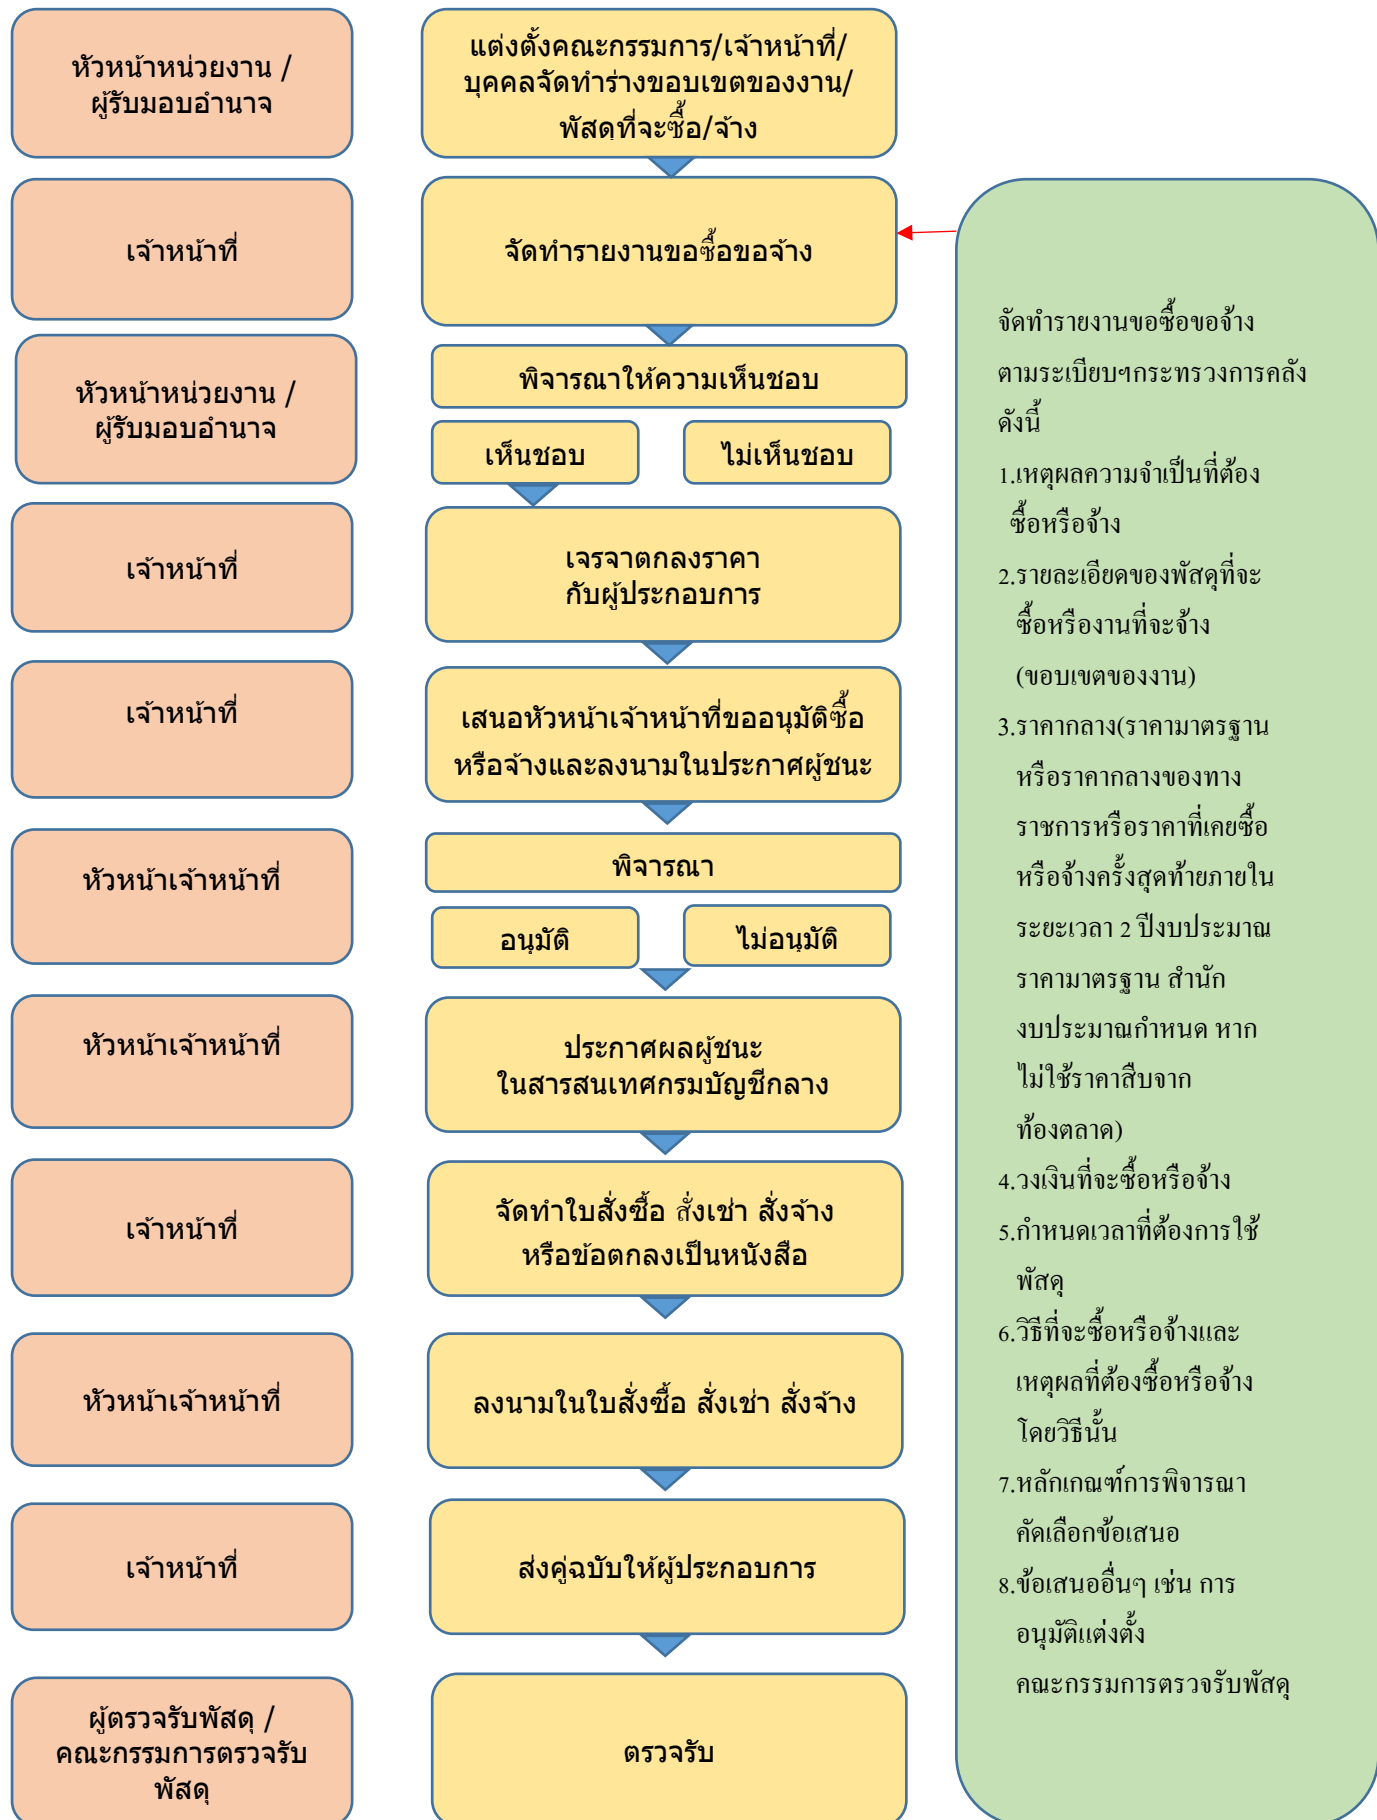 หัวหน้าหน่วยงาน /
ผู้รับมอบอำนาจ
แต่งตั้งคณะกรรมการ/เจ้าหน้าที่/
บุคคลจัดทำร่างขอบเขตของงาน/
พัสดุที่จะซื้อ/จ้าง
เจ้าหน้าที่
จัดทำรายงานขอซื้อขอจ้าง
หัวหน้าหน่วยงาน /
ผู้รับมอบอำนาจ
พิจารณาให้ความเห็นชอบ
เห็นชอบ
ไม่เห็นชอบ
เจ้าหน้าที่
เจรจาตกลงราคา
กับผู้ประกอบการ
เจ้าหน้าที่
เสนอหัวหน้าเจ้าหน้าที่ขออนุมัติซื้อ
หรือจ้างและลงนามในประกาศผู้ชนะ
หัวหน้าเจ้าหน้าที่
พิจารณา
อนุมัติ
ไม่อนุมัติ
หัวหน้าเจ้าหน้าที่
ประกาศผลผู้ชนะ
ในสารสนเทศกรมบัญชีกลาง
เจ้าหน้าที่
จัดทำใบสั่งซื้อ สั่งเช่า สั่งจ้าง
หรือข้อตกลงเป็นหนังสือ
หัวหน้าเจ้าหน้าที่
ลงนามในใบสั่งซื้อ สั่งเช่า สั่งจ้าง
เจ้าหน้าที่
ส่งคู่ฉบับให้ผู้ประกอบการ
ผู้ตรวจรับพัสดุ /
คณะกรรมการตรวจรับ
พัสดุ
ตรวจรับ
จัดทำรายงานขอซื้อขอจ้าง
ตามระเบียบฯกระทรวงการคลัง
ดังนี้
1.เหตุผลความจำเป็นที่ต้อง
ซื้อหรือจ้าง
2.รายละเอียดของพัสดุที่จะ
ซื้อหรืองานที่จะจ้าง
(ขอบเขตของงาน)
3.ราคากลาง(ราคามาตรฐาน
หรือราคากลางของทาง
ราชการหรือราคาที่เคยซื้อ
หรือจ้างครั้งสุดท้ายภายใน
ระยะเวลา 2 ปีงบประมาณ
ราคามาตรฐาน สำนัก
งบประมาณกำหนด หาก
ไม่ใช้ราคาสืบจาก
ท้องตลาด)
4.วงเงินที่จะซื้อหรือจ้าง
5.กำหนดเวลาที่ต้องการใช้
พัสดุ
6.วิธีที่จะซื้อหรือจ้างและ
เหตุผลที่ต้องซื้อหรือจ้าง
โดยวิธีนั้น
7.หลักเกณฑ์การพิจารณา
คัดเลือกข้อเสนอ
8.ข้อเสนออื่นๆ เช่น การ
อนุมัติแต่งตั้ง
คณะกรรมการตรวจรับพัสดุ